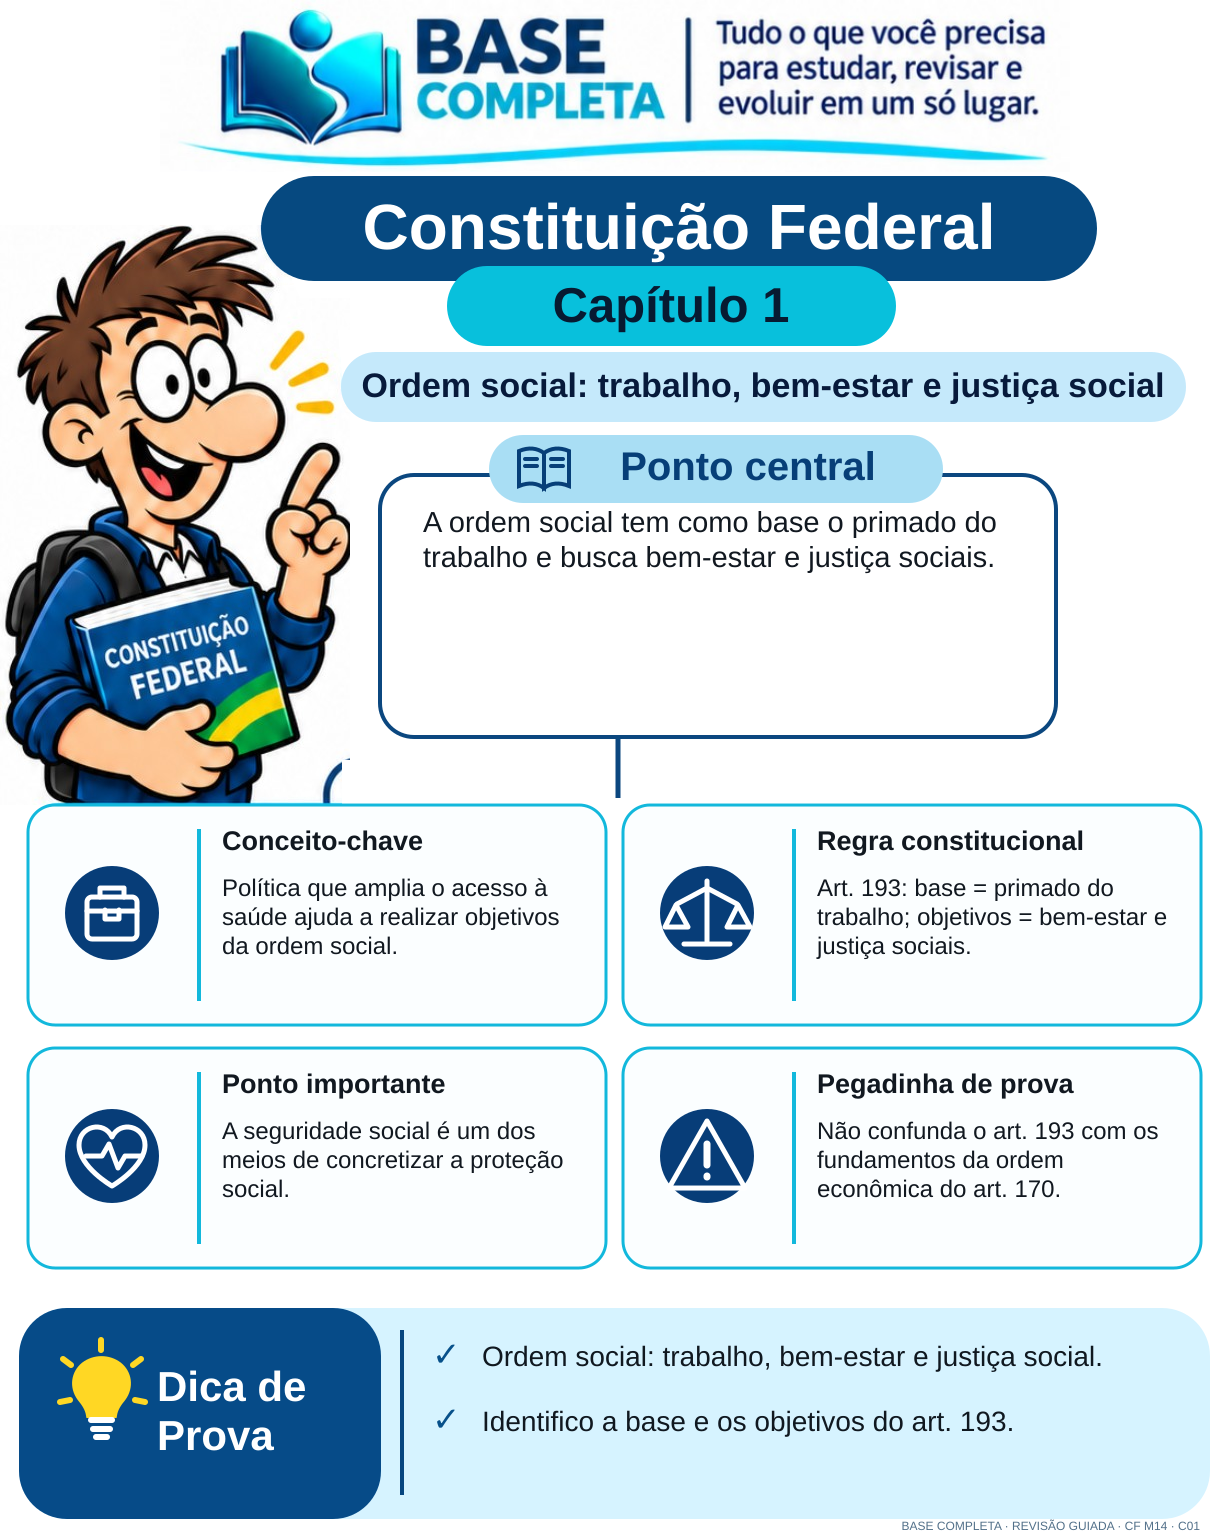 BASE
COMPLETA
Tudo o que você precisa
para estudar, revisar e
evoluir em um só lugar.
Constituição Federal
Capítulo 1
Ordem social: trabalho, bem-estar e justiça social
Ponto central
A ordem social tem como base o primado do
trabalho e busca bem-estar e justiça sociais.
CONSTITUIÇÃO
FEDERAL
Conceito-chave
Política que amplia o acesso à
saúde ajuda a realizar objetivos
da ordem social.
Regra constitucional
Art. 193: base = primado do
trabalho; objetivos = bem-estar e
justiça sociais.
Ponto importante
A seguridade social é um dos
meios de concretizar a proteção
social.
Pegadinha de prova
Não confunda o art. 193 com os
fundamentos da ordem
econômica do art. 170.
Dica de
Prova
✓ Ordem social: trabalho, bem-estar e justiça social.
✓ Identifico a base e os objetivos do art. 193.
BASE COMPLETA · REVISÃO GUIADA · CF M14 · C01